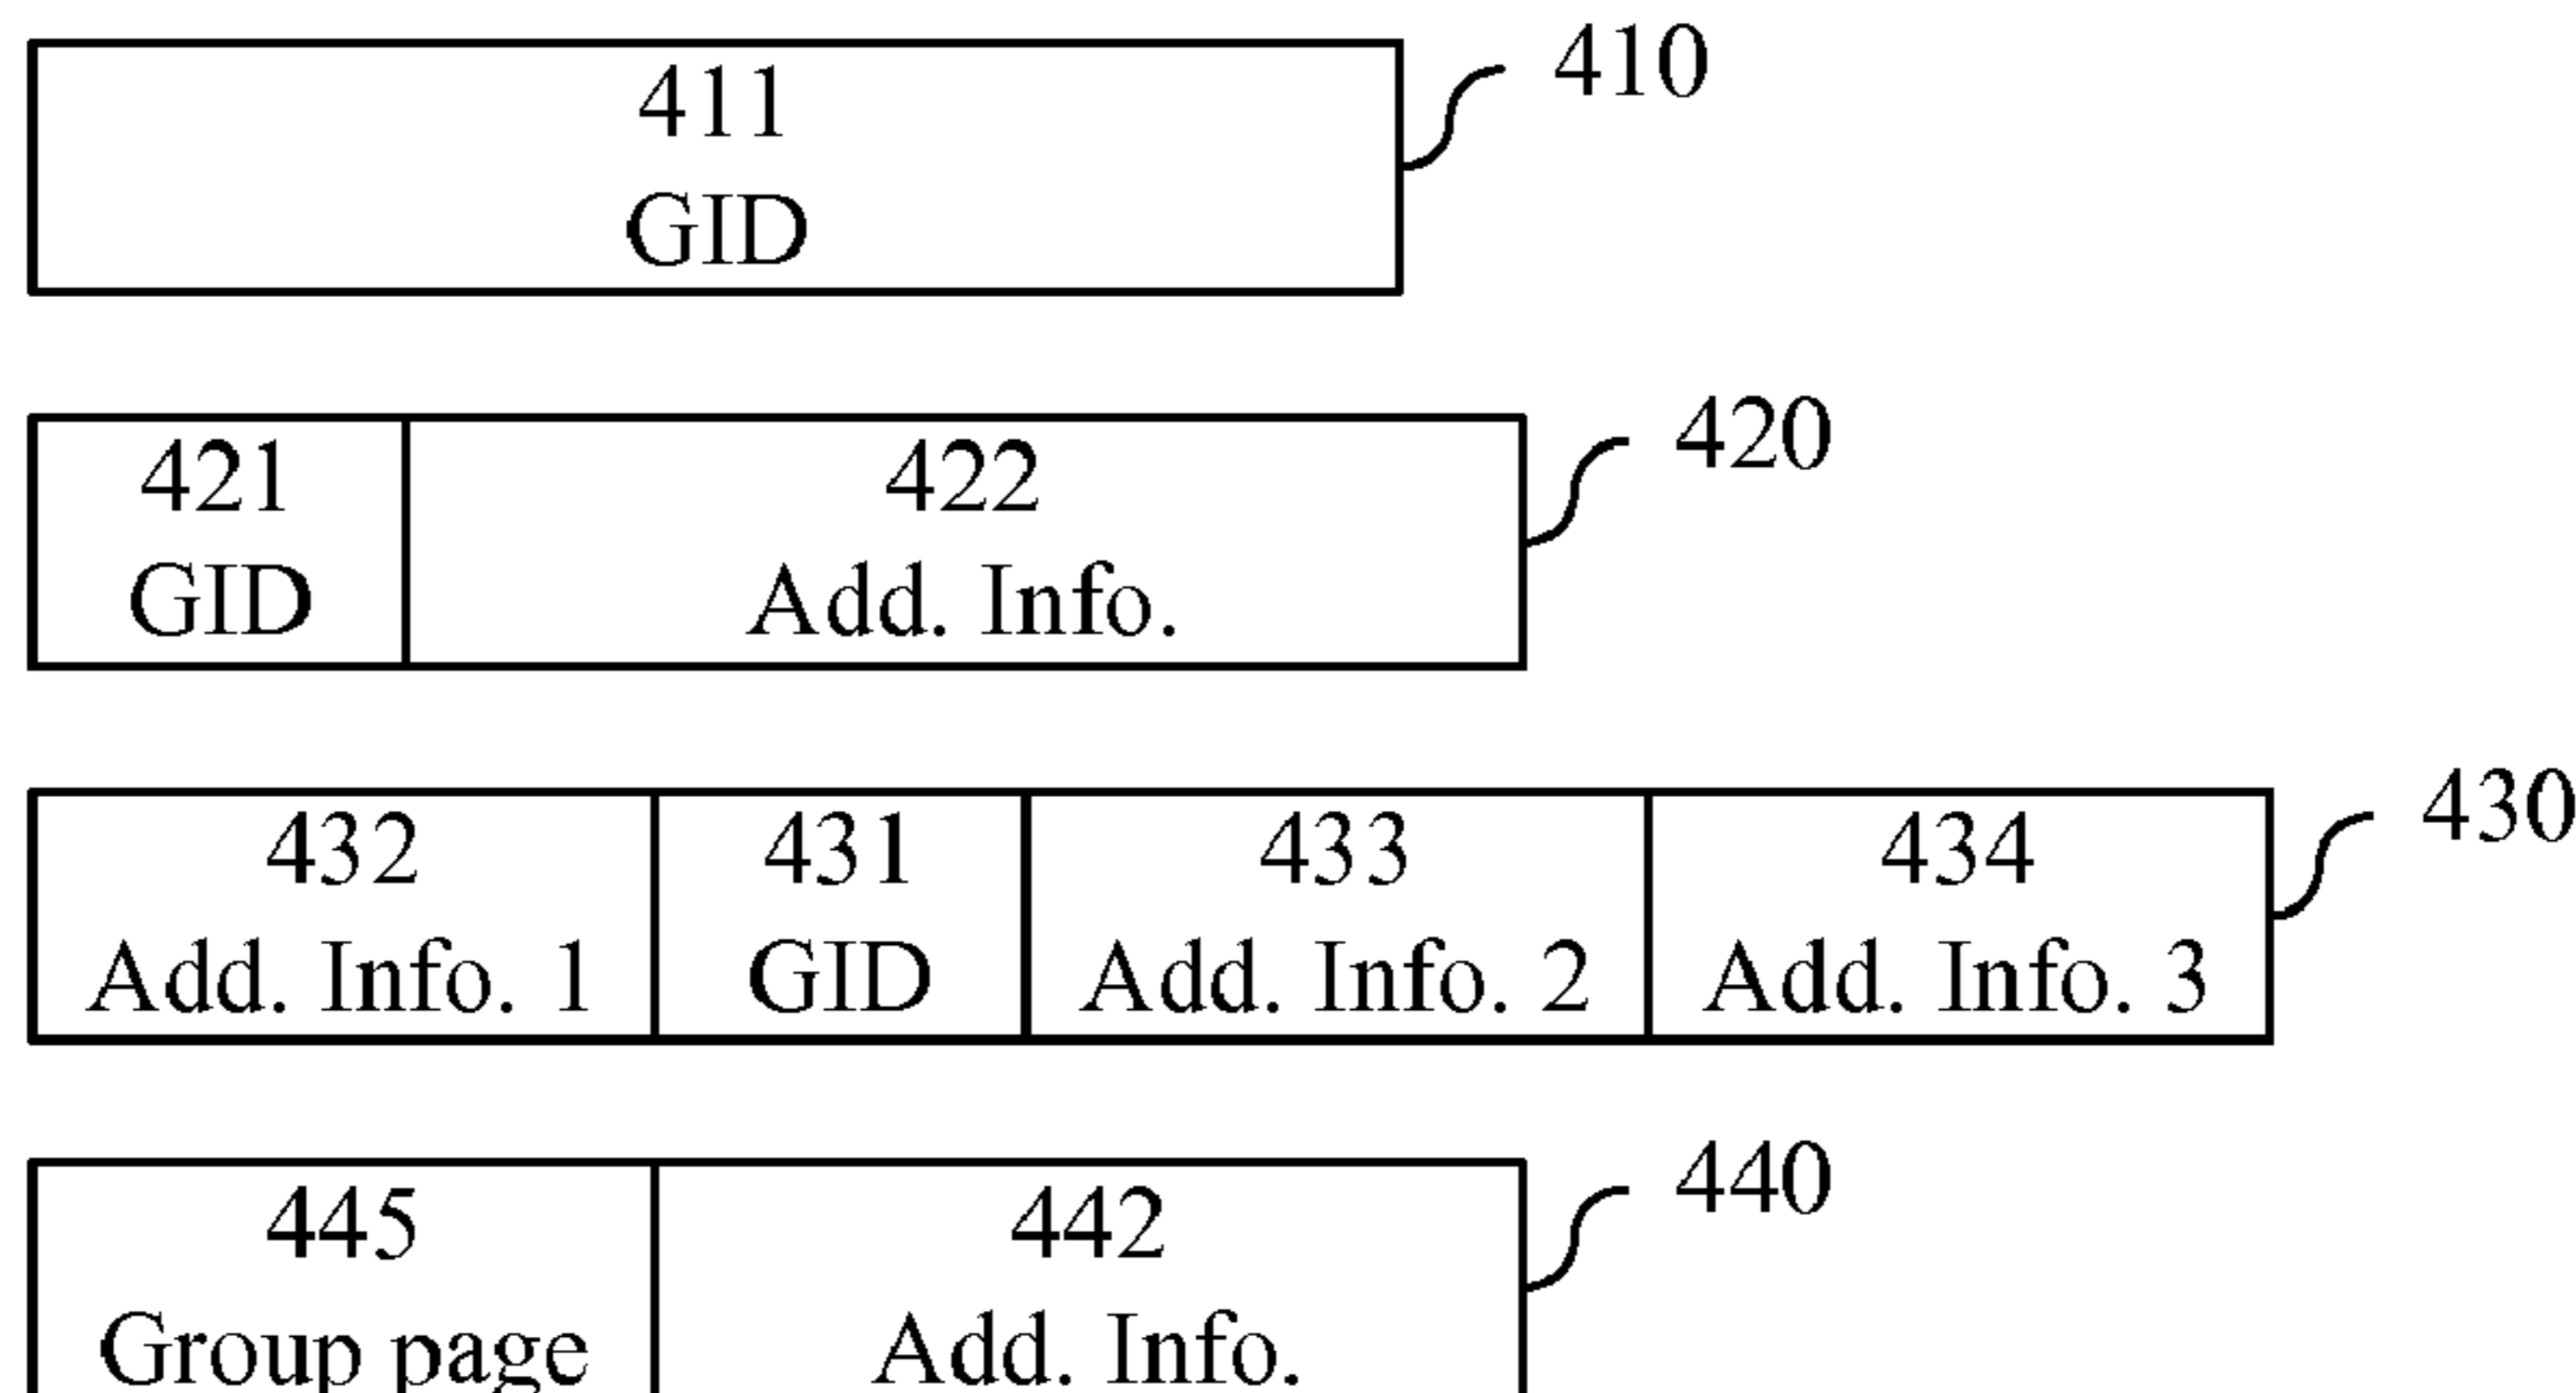 410
411
GID
420
421
GID
422
Add. Info.
430
432
Add. Info. 1
431
GID
433
Add. Info. 2
434
Add. Info. 3
440
445
Group page
442
Add. Info.